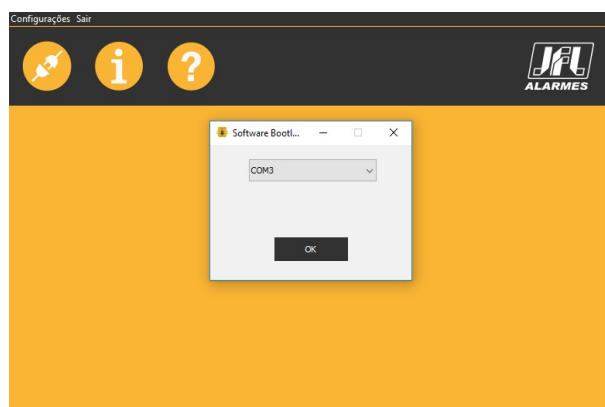 Configurações Sair
i ?
JFL
ALARMES
Software Bootl...
COM3
OK